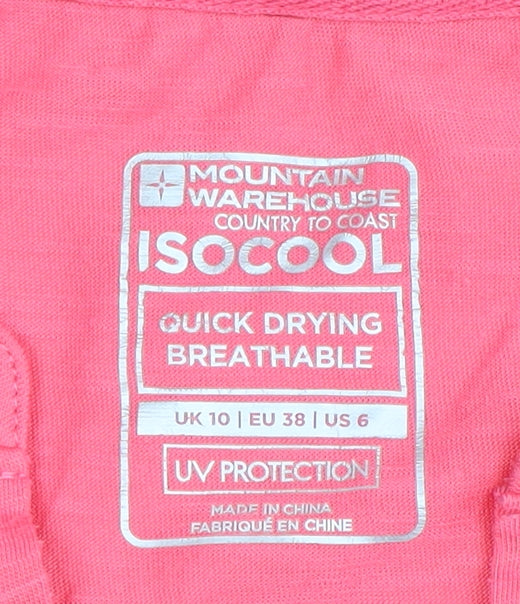 MOUNTAIN
WAREHOUSE
COUNTRY TO COAST
ISOCOOL
QUICK DRYING
BREATHABLE
UK 10 | EU 38 | US 6
UV PROTECTION
MADE IN CHINA
FABRIQUÉ EN CHINE